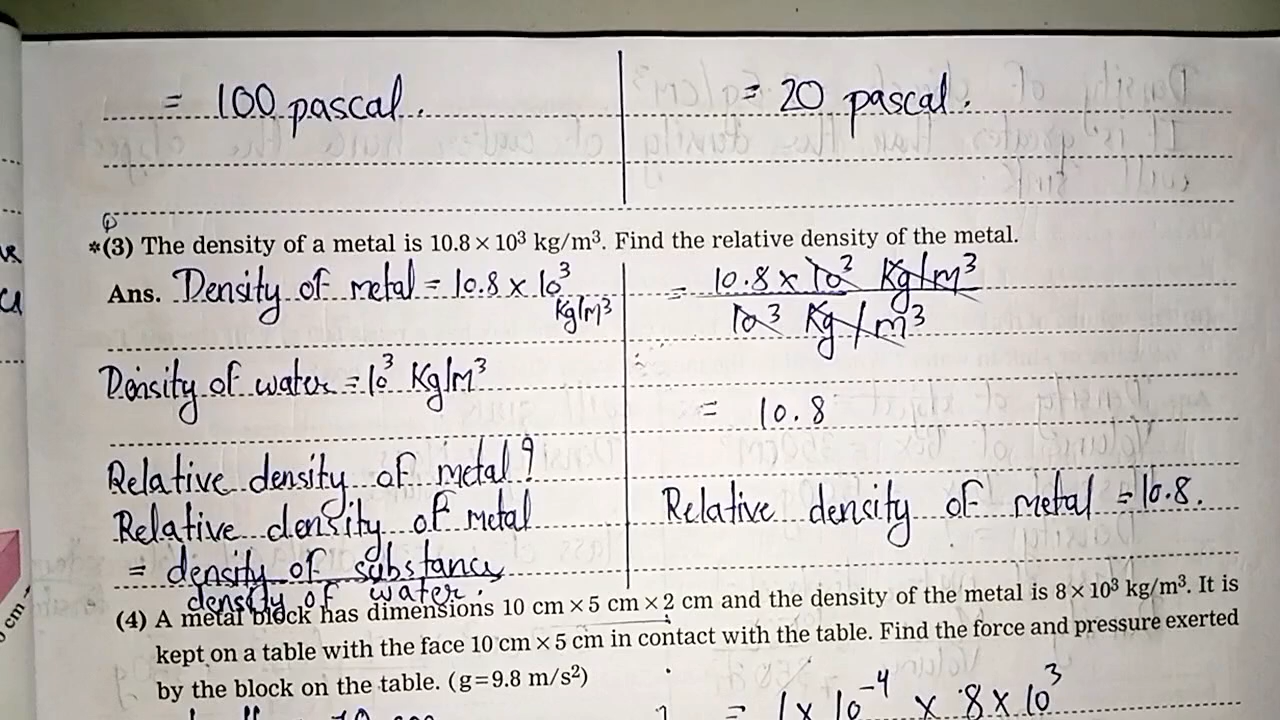 = 100 pascal.
= 20 pascal.
*(3) The density of a metal is 10.8 × 10³ kg/m³. Find the relative density of the metal.
Ans. Density of metal = 10.8 x 10³
Kg/m³
Density of water = 10³ Kg/m³
Relative density of metal?
Relative density of metal
= density of substance
density of water.
= 10.8 x 10³ Kg/m³
10³ Kg/m³
= 10.8
Relative density of metal = 10.8.
(4) A metal block has dimensions 10 cm × 5 cm × 2 cm and the density of the metal is 8 × 10³ kg/m³. It is
kept on a table with the face 10 cm × 5 cm in contact with the table. Find the force and pressure exerted
by the block on the table. (g=9.8 m/s²)
= 1 x 10⁻⁴ x 8 x 10³